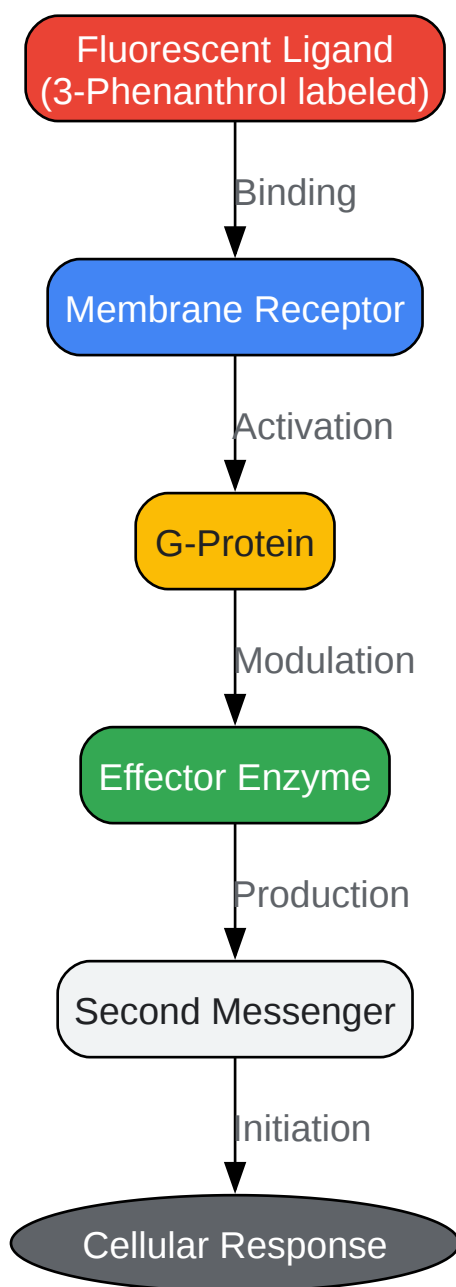 Fluorescent Ligand
(3-Phenanthrol labeled)
Binding
Membrane Receptor
Activation
G-Protein
Modulation
Effector Enzyme
Production
Second Messenger
Initiation
Cellular Response